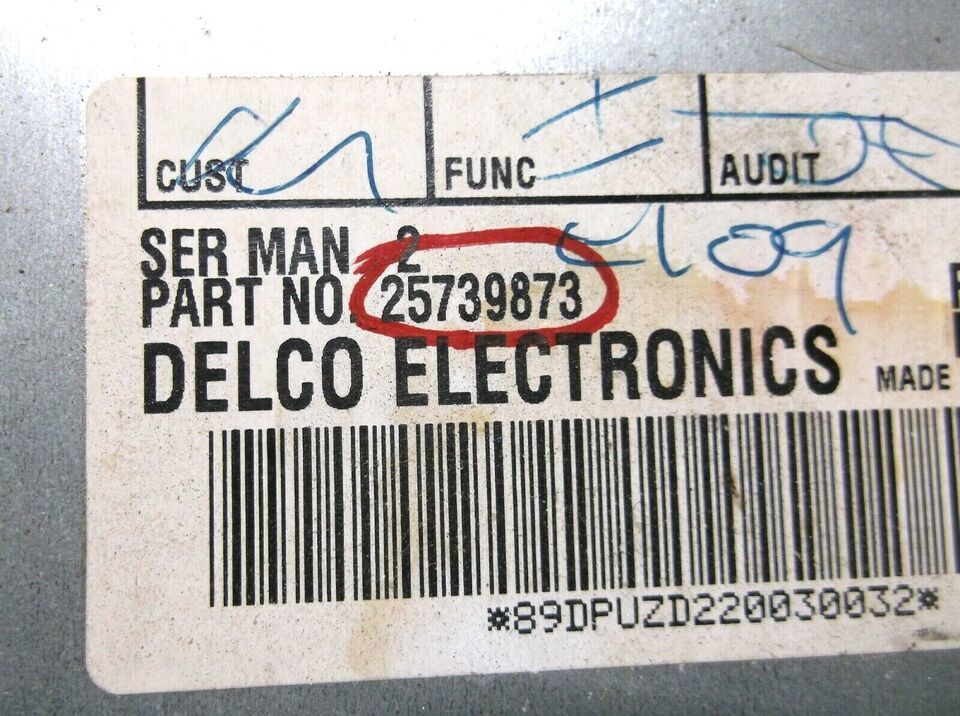 CUST FUNC AUDIT
SER MAN 2
PART NO. 25739873
DELCO ELECTRONICS MADE
*89DPUZD220030032*